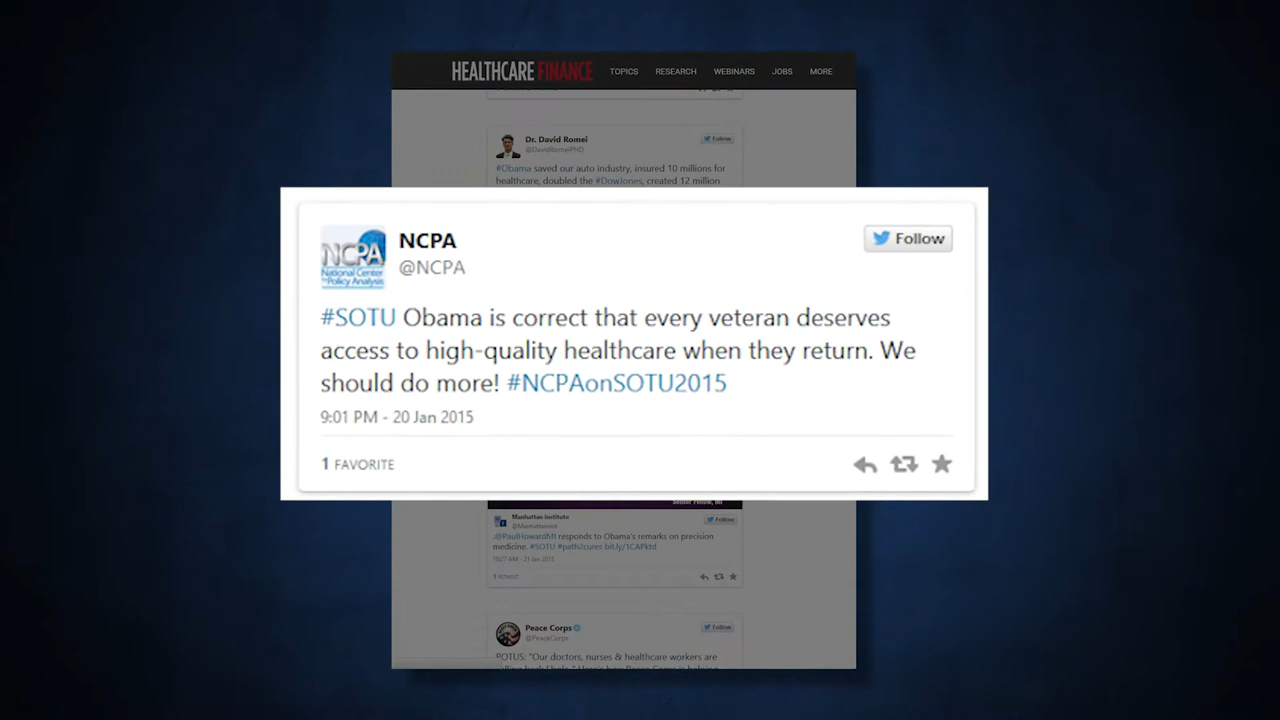 HEALTHCARE FINANCE TOPICS RESEARCH WEBINARS JOBS MORE
Dr. David Romei Follow
@DavidRomeiPHD
#Obama saved our auto industry, insured 10 millions for
healthcare, doubled the #DowJones, created 12 million
NCPA Follow
@NCPA
NCPA
National Center
for Policy Analysis
#SOTU Obama is correct that every veteran deserves
access to high-quality healthcare when they return. We
should do more! #NCPAonSOTU2015
9:01 PM - 20 Jan 2015
1 FAVORITE
Senior Fellow, MI
Manhattan Institute Follow
@ManhattanInst
.@PaulHowardMI responds to Obama's remarks on precision
medicine. #SOTU #path2cures bit.ly/1CAPktd
10:27 AM - 21 Jan 2015
1 RETWEET
Peace Corps Follow
@PeaceCorps
POTUS: "Our doctors, nurses & healthcare workers are